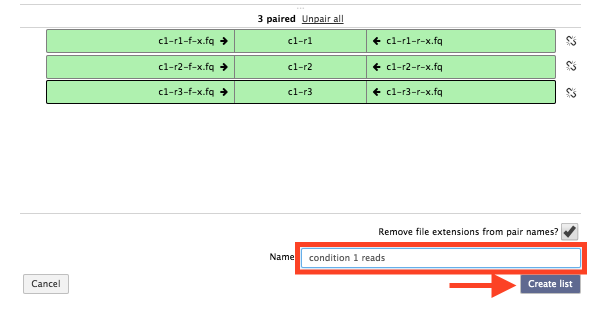 3 paired Unpair all
c1-r1-f-x.fq → c1-r1 ← c1-r1-r-x.fq
c1-r2-f-x.fq → c1-r2 ← c1-r2-r-x.fq
c1-r3-f-x.fq → c1-r3 ← c1-r3-r-x.fq
Remove file extensions from pair names?
Name condition 1 reads
Cancel Create list